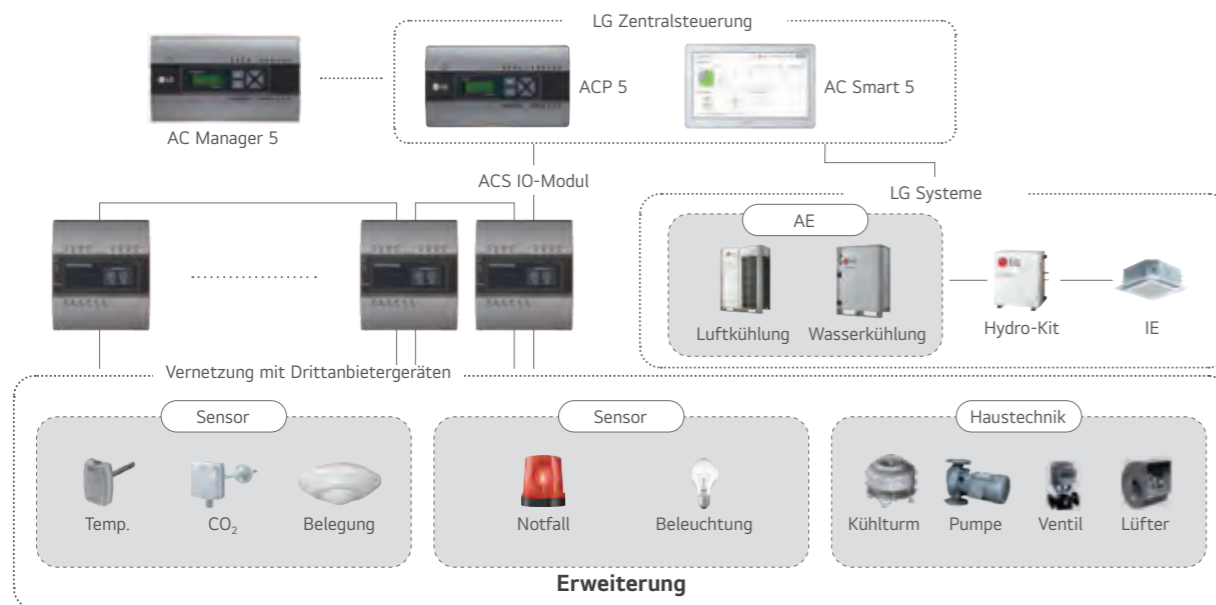 LG Zentralsteuerung
AC Manager 5
ACP 5
AC Smart 5
ACS IO-Modul
LG Systeme
AE
Luftkühlung
Wasserkühlung
Hydro-Kit
IE
Vernetzung mit Drittanbietergeräten
Sensor
Temp.
CO₂
Belegung
Sensor
Notfall
Beleuchtung
Haustechnik
Kühlturm
Pumpe
Ventil
Lüfter
Erweiterung